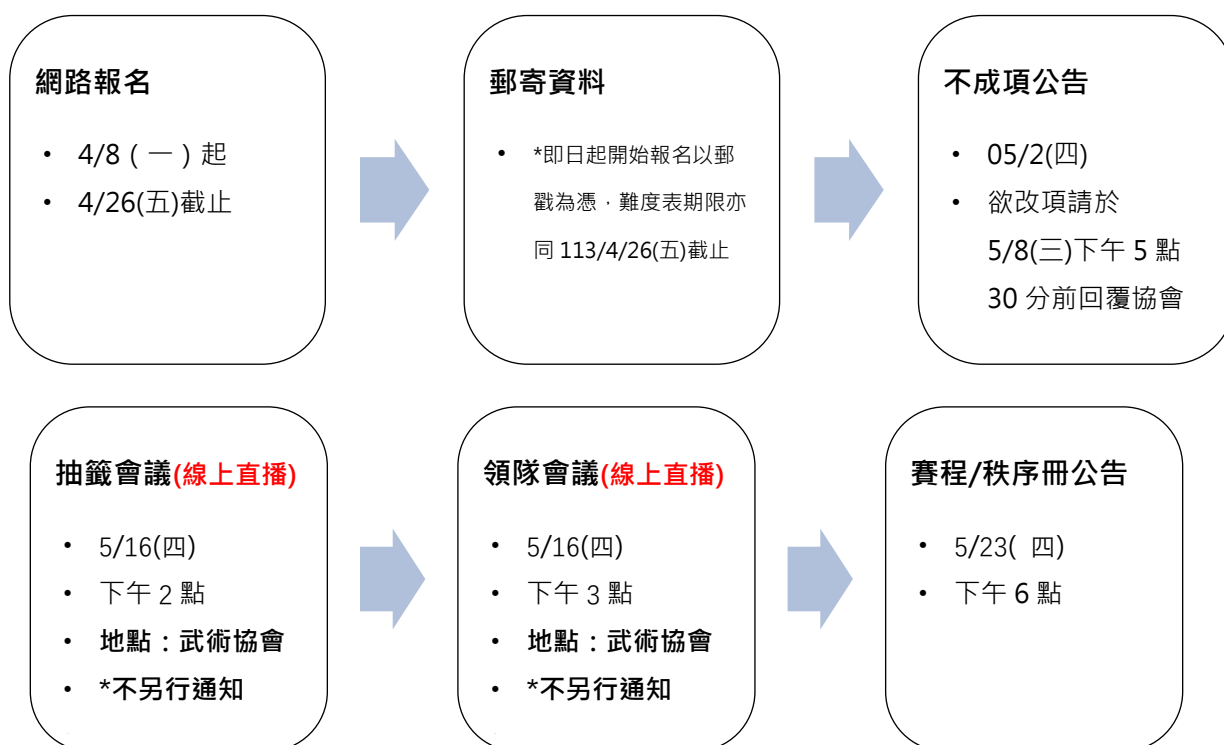 網路報名
• 4/8（一）起
• 4/26(五)截止
郵寄資料
• *即日起開始報名以郵
戳為憑，難度表期限亦
同 113/4/26(五)截止
不成項公告
• 05/2(四)
• 欲改項請於
5/8(三)下午 5 點
30 分前回覆協會
抽籤會議(線上直播)
• 5/16(四)
• 下午 2 點
• 地點：武術協會
• *不另行通知
領隊會議(線上直播)
• 5/16(四)
• 下午 3 點
• 地點：武術協會
• *不另行通知
賽程/秩序冊公告
• 5/23( 四)
• 下午 6 點